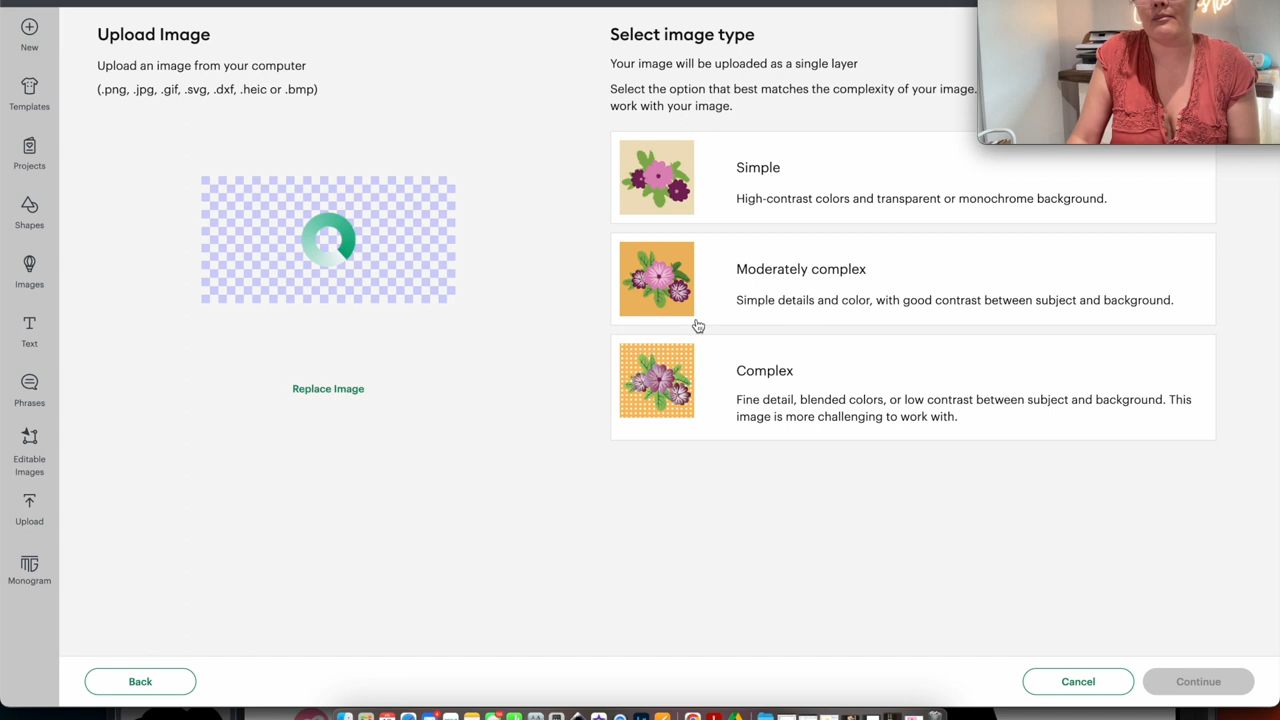 New
Templates
Projects
Shapes
Images
Text
Phrases
Editable
Images
Upload
Monogram
Upload Image
Upload an image from your computer
(.png, .jpg, .gif, .svg, .dxf, .heic or .bmp)
Replace Image
Select image type
Your image will be uploaded as a single layer
Select the option that best matches the complexity of your image.
work with your image.
Simple
High-contrast colors and transparent or monochrome background.
Moderately complex
Simple details and color, with good contrast between subject and background.
Complex
Fine detail, blended colors, or low contrast between subject and background. This
image is more challenging to work with.
Back
Cancel
Continue